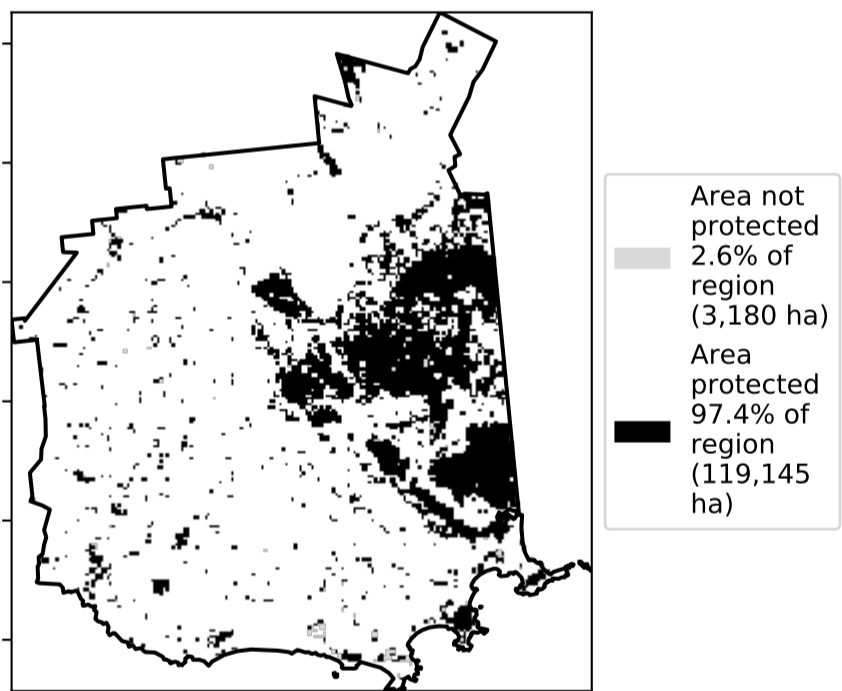 Area not
protected
2.6% of
region
(3,180 ha)
Area
protected
97.4% of
region
(119,145
ha)